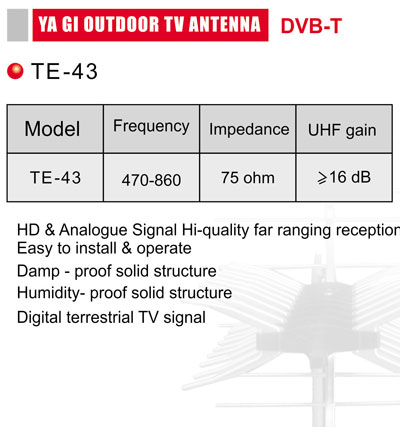 YA GI OUTDOOR TV ANTENNA DVB-T
TE-43
Model Frequency Impedance UHF gain
TE-43 470-860 75 ohm ⩾16 dB
HD & Analogue Signal Hi-quality far ranging reception
Easy to install & operate
Damp - proof solid structure
Humidity- proof solid structure
Digital terrestrial TV signal